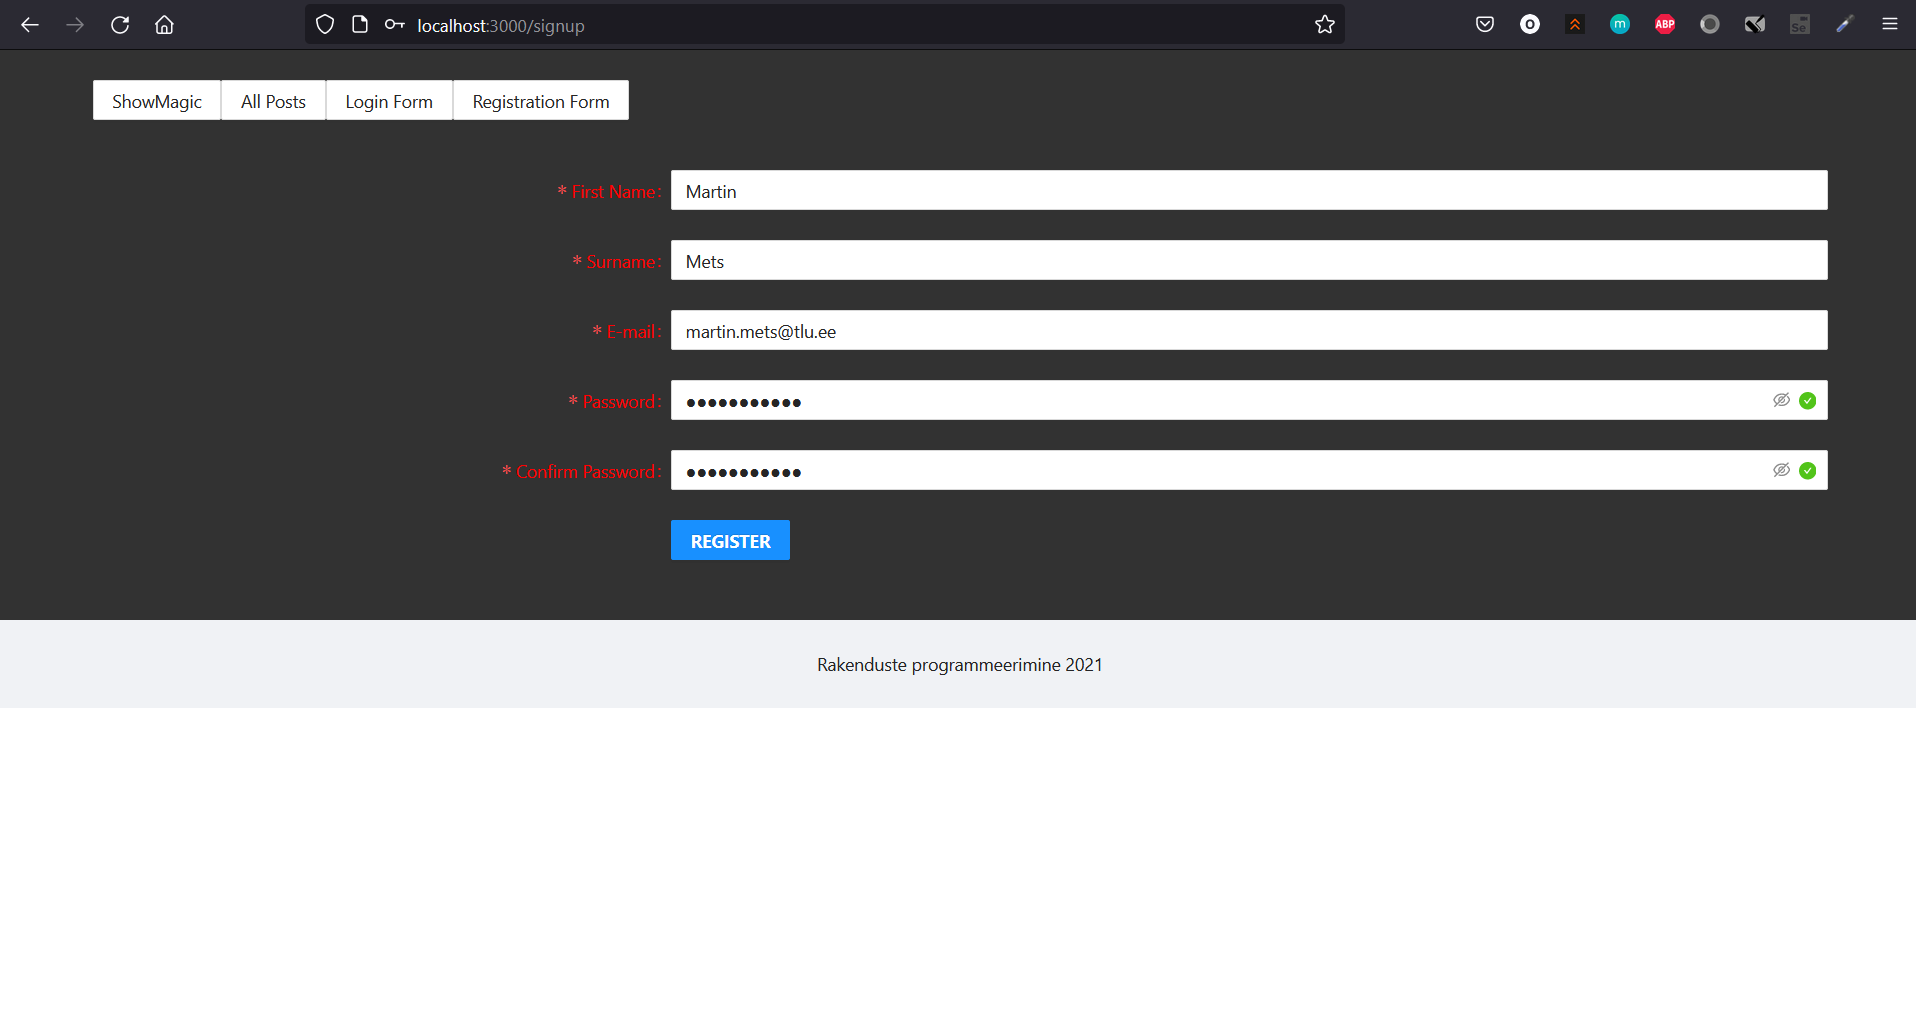 localhost:3000/signup
ABP
Se
ShowMagic All Posts Login Form Registration Form
* First Name: Martin
* Surname: Mets
* E-mail: martin.mets@tlu.ee
* Password: ●●●●●●●●●●●
* Confirm Password: ●●●●●●●●●●●
REGISTER
Rakenduste programmeerimine 2021